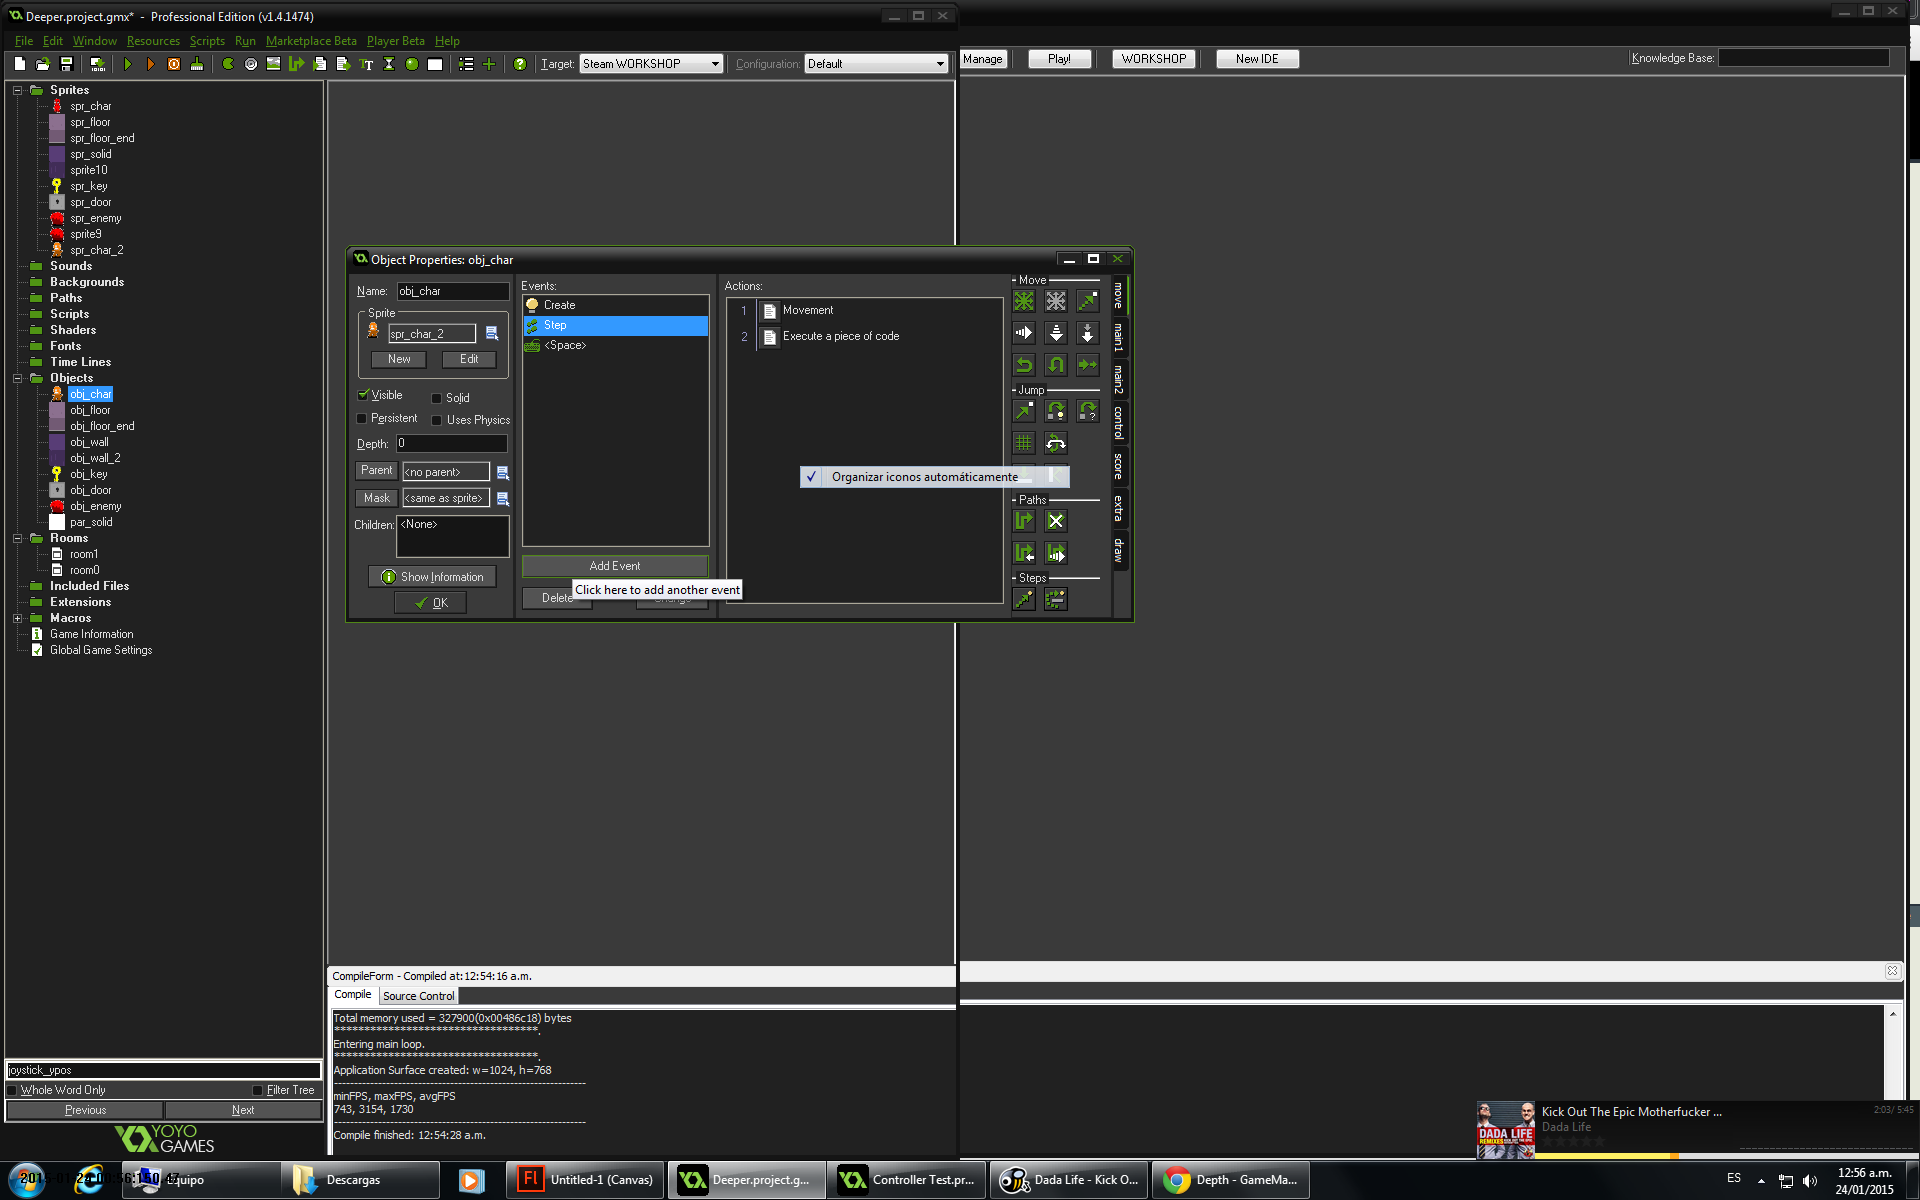 Deeper.project.gmx* - Professional Edition (v1.4.1474)
File Edit Window Resources Scripts Run Marketplace Beta Player Beta Help
Target: Steam WORKSHOP Configuration: Default
Manage Play! WORKSHOP New IDE Knowledge Base:
Sprites
spr_char
spr_floor
spr_floor_end
spr_solid
sprite10
spr_key
spr_door
spr_enemy
sprite9
spr_char_2
Sounds
Backgrounds
Paths
Scripts
Shaders
Fonts
Time Lines
Objects
obj_char
obj_floor
obj_floor_end
obj_wall
obj_wall_2
obj_key
obj_door
obj_enemy
par_solid
Rooms
room1
room0
Included Files
Extensions
Macros
Game Information
Global Game Settings
joystick_ypos
Whole Word Only Filter Tree
Previous Next
YOYO
GAMES
Object Properties: obj_char
Name: obj_char
Sprite
spr_char_2
New Edit
Visible Solid
Persistent Uses Physics
Depth: 0
Parent <no parent>
Mask <same as sprite>
Children: <None>
Show Information
OK
Events:
Create
Step
<Space>
Add Event
Delete Change
Click here to add another event
Actions:
1 Movement
2 Execute a piece of code
Organizar iconos automáticamente
Move
Jump
Paths
Steps
move
main1
main2
control
score
extra
draw
CompileForm - Compiled at: 12:54:16 a.m.
Compile Source Control
Total memory used = 327900(0x00486c18) bytes
***********************************.
Entering main loop.
***********************************.
Application Surface created: w=1024, h=768
minFPS, maxFPS, avgFPS
743, 3154, 1730
Compile finished: 12:54:28 a.m.
DADA LIFE
Kick Out The Epic Motherfucker ...
2:03/ 5:45
Dada Life
Equipo
Descargas
Fl Untitled-1 (Canvas)
Deeper.project.g...
Controller Test.pr...
Dada Life - Kick O...
Depth - GameMa...
ES
12:56 a.m.
24/01/2015